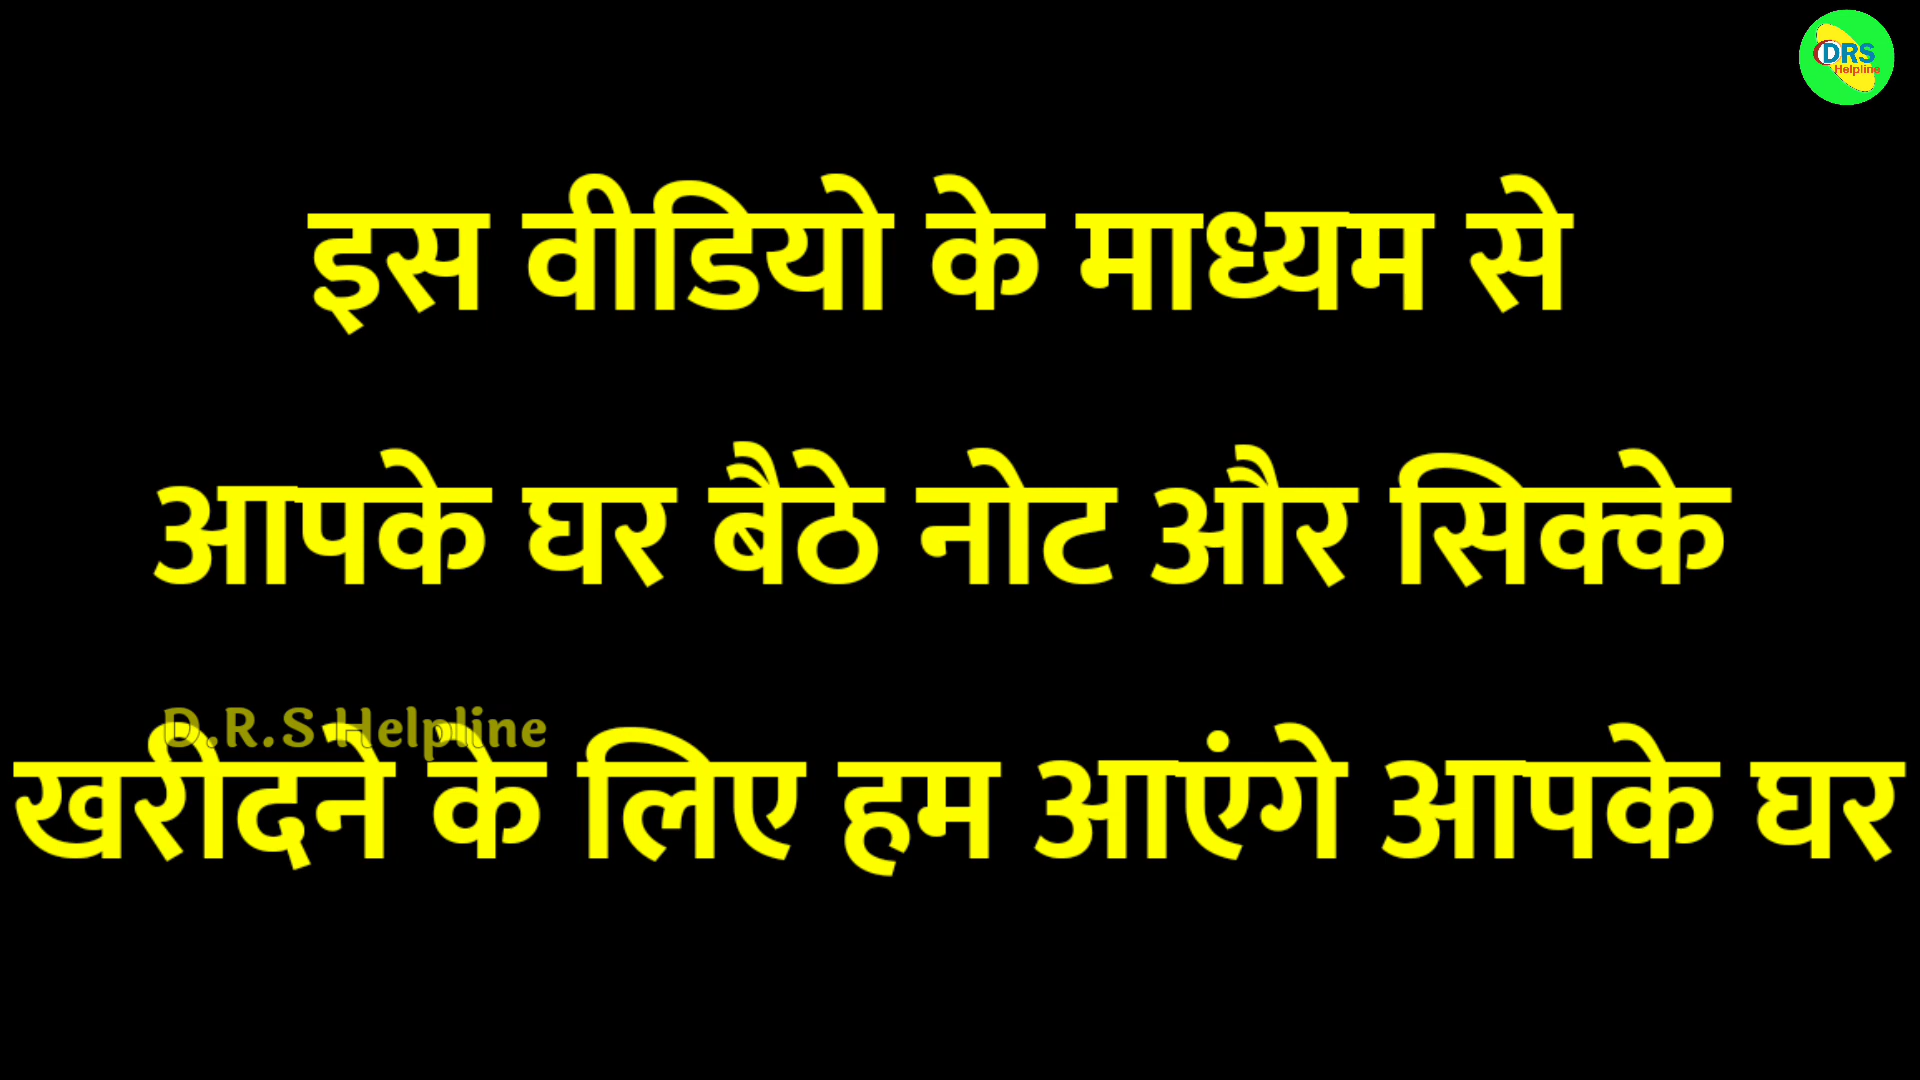 DRS
Helpline
इस वीडियो के माध्यम से
आपके घर बैठे नोट और सिक्के
D.R.S Helpline
खरीदने के लिए हम आएंगे आपके घर